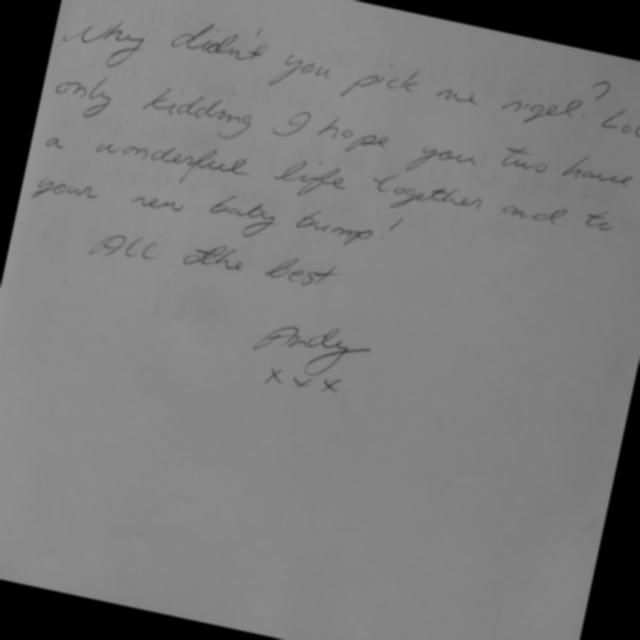 Why didn't you pick me nigel?
only kidding I hope you two have
a wonderful life together and to
your new baby bump!
All the best
Andy
xxx